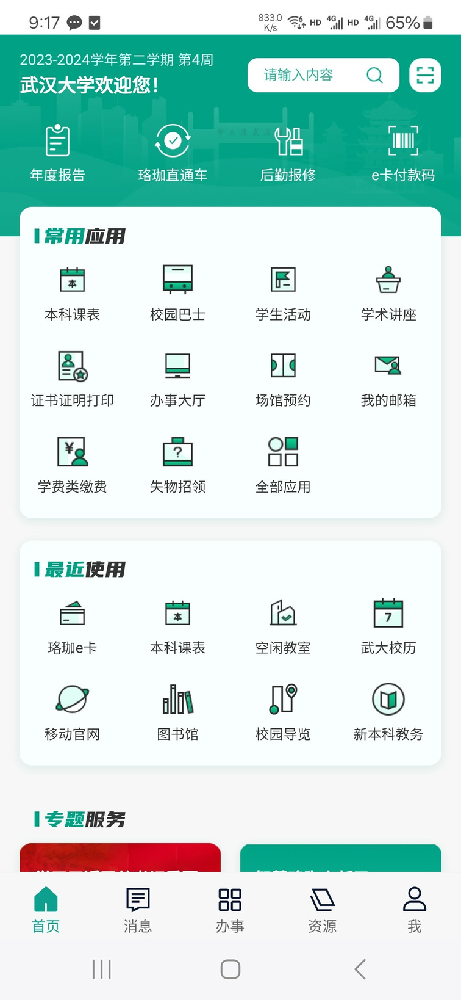 9:17
833.0 K/s
6
HD
4G
HD
4G
65%
2023-2024学年第二学期 第4周
武汉大学欢迎您！
请输入内容
年度报告 珞珈直通车 后勤报修 e卡付款码
常用应用
本
本科课表 校园巴士 学生活动 学术讲座
证书证明打印 办事大厅 场馆预约 我的邮箱
¥ ?
学费类缴费 失物招领 全部应用
最近使用
本 7
珞珈e卡 本科课表 空闲教室 武大校历
移动官网 图书馆 校园导览 新本科教务
专题服务
首页 消息 办事 资源 我